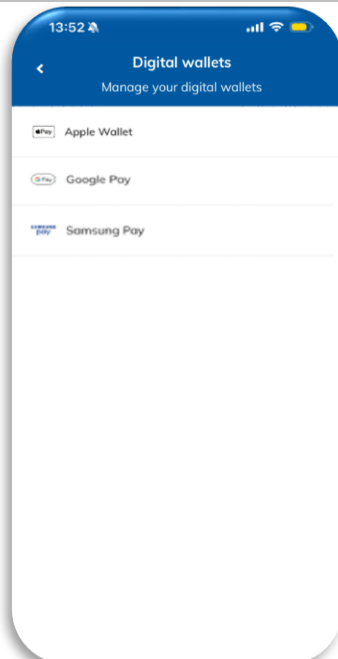 13:52
Digital wallets
Manage your digital wallets
Pay Apple Wallet
G Pay Google Pay
SAMSUNG
pay Samsung Pay